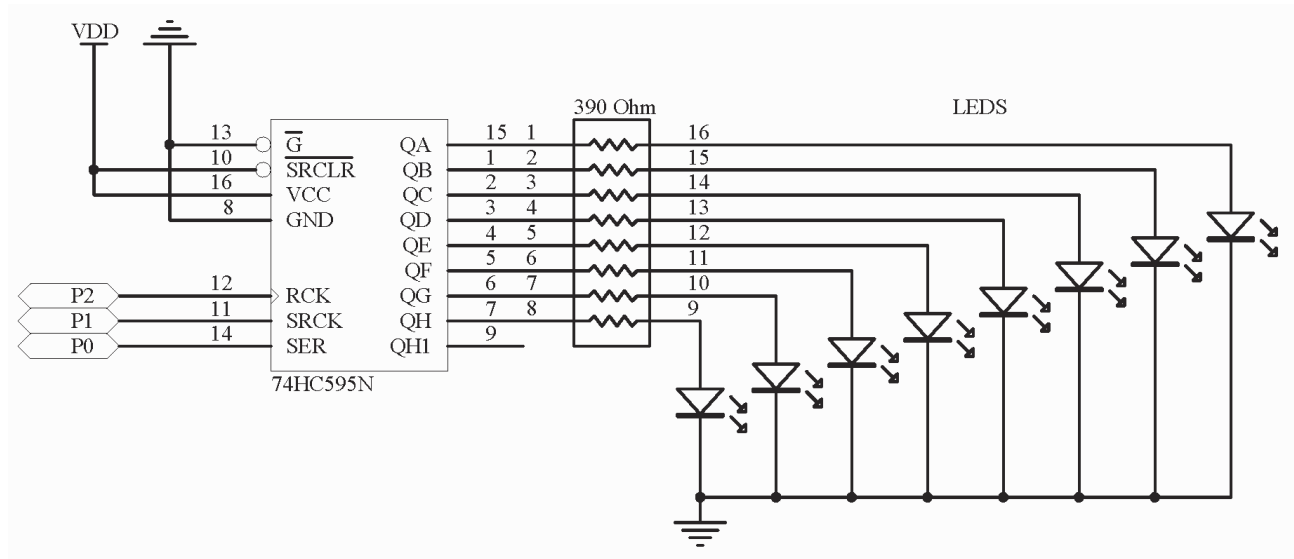 VDD
390 Ohm
LEDS
13 G̅ QA 15 1 16
10 S̅R̅C̅L̅R̅ QB 1 2 15
16 VCC QC 2 3 14
8 GND QD 3 4 13
QE 4 5 12
QF 5 6 11
P2 12 RCK QG 6 7 10
P1 11 SRCK QH 7 8 9
P0 14 SER QH1 9
74HC595N